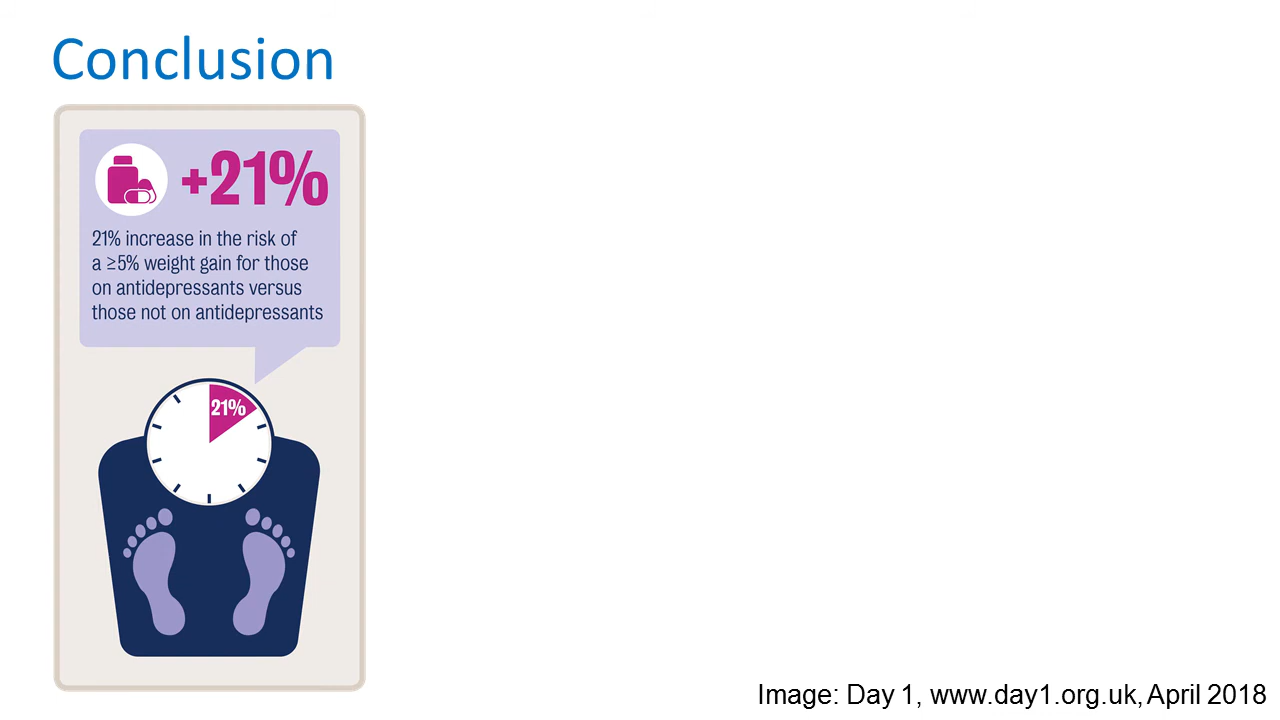 Conclusion
+21%
21% increase in the risk of
a ≥5% weight gain for those
on antidepressants versus
those not on antidepressants
21%
Image: Day 1, www.day1.org.uk, April 2018